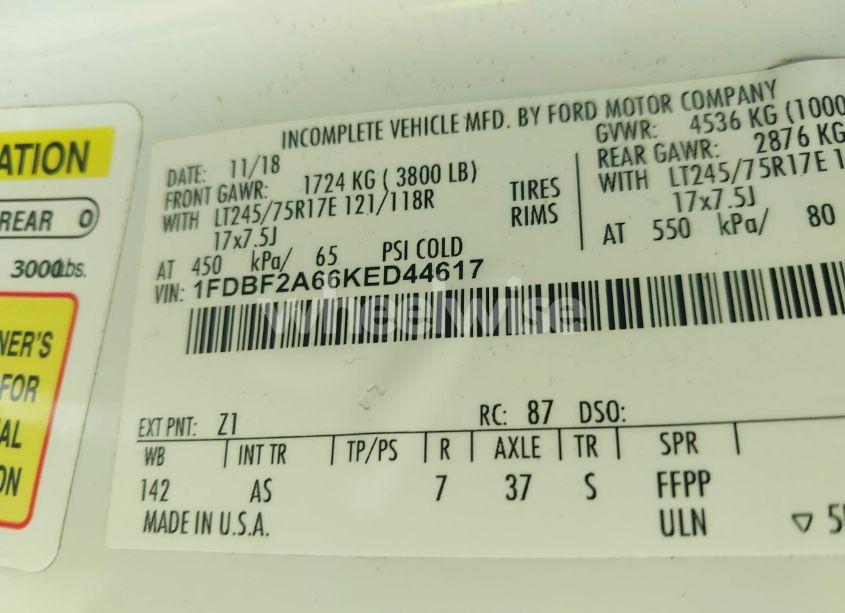 ATION
REAR 0
3000 Lbs.
NER'S
FOR
AL
ON
INCOMPLETE VEHICLE MFD. BY FORD MOTOR COMPANY
DATE: 11/18
GVWR: 4536 KG (1000
FRONT GAWR: 1724 KG ( 3800 LB)
REAR GAWR: 2876 KG
WITH LT245/75R17E 121/118R
TIRES
WITH LT245/75R17E 1
17x7.5J
RIMS
17x7.5J
AT 450 kPa/ 65 PSI COLD
AT 550 kPa/ 80
VIN: 1FDBF2A66KED44617
wheelwise
EXT PNT: Z1 RC: 87 DSO:
WB INT TR TP/PS R AXLE TR SPR
142 AS 7 37 S FFPP
MADE IN U.S.A. ULN